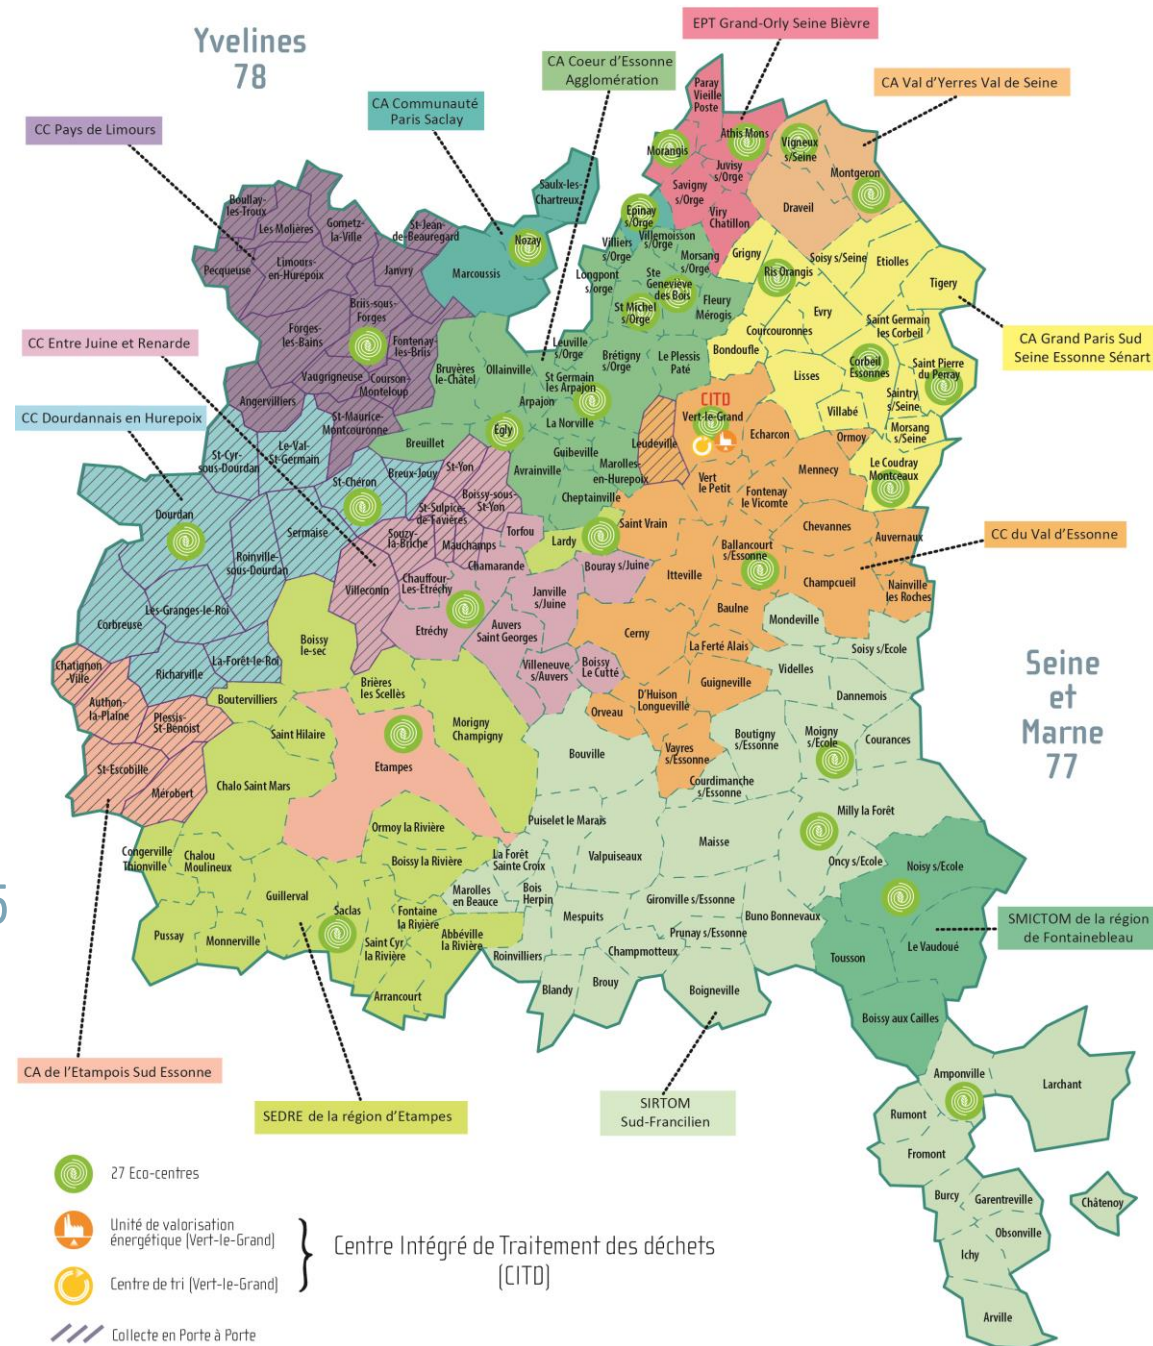 Yvelines
78
EPT Grand-Orly Seine Bièvre
CA Coeur d'Essonne
Agglomération
CA Val d'Yerres Val de Seine
CA Communauté
Paris Saclay
CC Pays de Limours
Paray
Vieille
Poste
Athis Mons
Morangis
Vigneux
s/Seine
Montgeron
Juvisy
s/Orge
Savigny
s/Orge
Draveil
Viry
Chatillon
Saulx-les-
Chartreux
Boullay-
les-Troux
Les Molières
Gometz-
la-Ville
St-Jean-
de-Beauregard
Pecqueuse
Limours-
en-Hurepoix
Janvry
Marcoussis
Nozay
Epinay
s/Orge
Villemoisson
s/Orge
Villiers
s/Orge
Morsang
s/Orge
Longpont
s/orge
Ste
Geneviève
des Bois
St Michel
s/Orge
Fleury
Mérogis
Grigny
Ris Orangis
Soisy s/Seine
Etiolles
Tigery
Evry
Saint Germain
les Corbeil
Courcouronnes
Bondoufle
Lisses
Corbeil
Essonnes
Saint Pierre
du Perray
Saintry
s/Seine
Villabé
Morsang
s/Seine
Ormoy
Le Coudray
Montceaux
CA Grand Paris Sud
Seine Essonne Sénart
Briis-sous-
Forges
Forges-
les-Bains
Fontenay-
les-Briis
Vaugrigneuse
Courson-
Monteloup
Angervilliers
St-Maurice-
Montcouronne
CC Entre Juine et Renarde
CC Dourdannais en Hurepoix
Bruyères
le-Châtel
Ollainville
Leuville
s/Orge
Brétigny
s/Orge
Le Plessis
Paté
St Germain
les Arpajon
Arpajon
La Norville
Egly
Breuillet
Guibeville
Avrainville
Marolles-
en-Hurepoix
Cheptainville
Leudeville
CITD
Vert-le-Grand
Echarcon
Mennecy
Vert
le Petit
Fontenay
le Vicomte
Chevannes
Auvernaux
Saint Vrain
Ballancourt
s/Essonne
Champcueil
Nainville
les Roches
Itteville
Baulne
CC du Val d'Essonne
St-Cyr-
sous-Dourdan
Le-Val-
St-Germain
St-Chéron
Breux-Jouy
St-Yon
Boissy-sous-
St-Yon
St-Sulpice-
de-Favières
Souzy-
la-Briche
Mauchamps
Torfou
Chamarande
Lardy
Bouray s/Juine
Dourdan
Sermaise
Roinville-
sous-Dourdan
Villeconin
Chauffour-
Les-Etréchy
Janville
s/Juine
Etréchy
Auvers
Saint Georges
Villeneuve
s/Auvers
Boissy
Le Cutté
Les-Granges-le-Roi
Corbreuse
La-Forêt-le-Roi
Richarville
Chatignon
-Ville
Authon-
la-Plaine
Plessis-
St-Benoist
St-Escobille
Mérobert
Boissy
le-sec
Boutervilliers
Brières
les Scellès
Saint Hilaire
Morigny
Champigny
Etampes
Chalo Saint Mars
Cerny
La Ferté Alais
Guigneville
D'Huison
Longueville
Orveau
Vayres
s/Essonne
Mondeville
Soisy s/Ecole
Videlles
Dannemois
Boutigny
s/Essonne
Moigny
s/Ecole
Courances
Seine
et
Marne
77
Bouville
Courdimanche
s/Essonne
Milly la Forêt
Puiselet le Marais
Maisse
Oncy s/Ecole
Noisy s/Ecole
Ormoy la Rivière
La Forêt
Sainte Croix
Valpuiseaux
Congerville
Thionville
Chalou
Moulineux
Boissy la Rivière
Guillerval
Marolles
en Beauce
Bois
Herpin
Gironville s/Essonne
Buno Bonnevaux
Mespuits
Prunay s/Essonne
Saclas
Fontaine
la Rivière
Abbéville
la Rivière
Pussay
Monnerville
Saint Cyr
la Rivière
Roinvilliers
Champmotteux
Arrancourt
Blandy
Brouy
Boigneville
Le Vaudoué
Tousson
Boissy aux Cailles
SMICTOM de la région
de Fontainebleau
CA de l'Etampois Sud Essonne
SEDRE de la région d'Etampes
SIRTOM
Sud-Francilien
Amponville
Larchant
Rumont
Fromont
Burcy
Garentreville
Châtenoy
Obsonville
Ichy
Arville
27 Eco-centres
Unité de valorisation
énergétique (Vert-le-Grand)
Centre de tri (Vert-le-Grand)
Centre Intégré de Traitement des déchets
(CITD)
Collecte en Porte à Porte